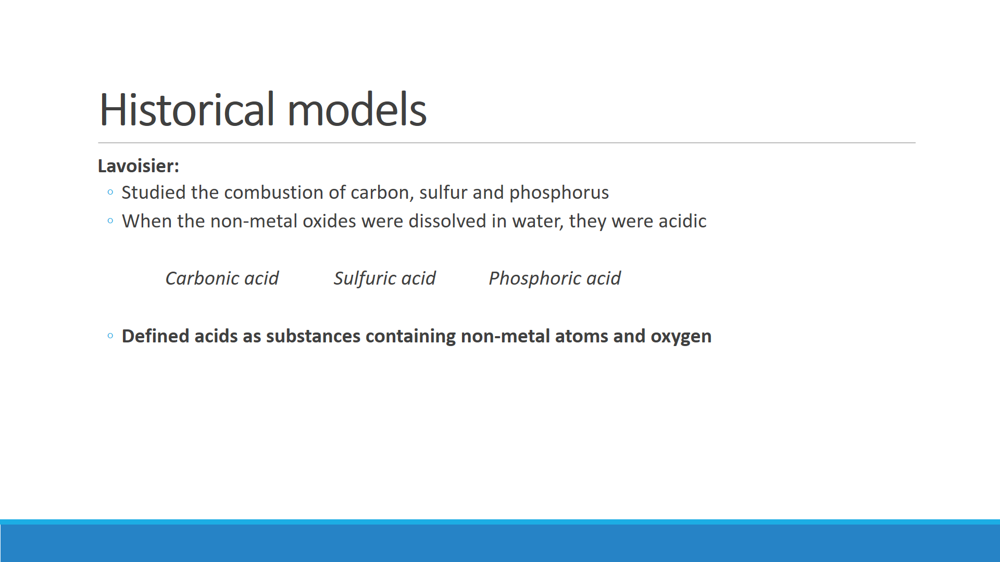 Historical models
Lavoisier:
◦ Studied the combustion of carbon, sulfur and phosphorus
◦ When the non-metal oxides were dissolved in water, they were acidic
Carbonic acid Sulfuric acid Phosphoric acid
◦ Defined acids as substances containing non-metal atoms and oxygen